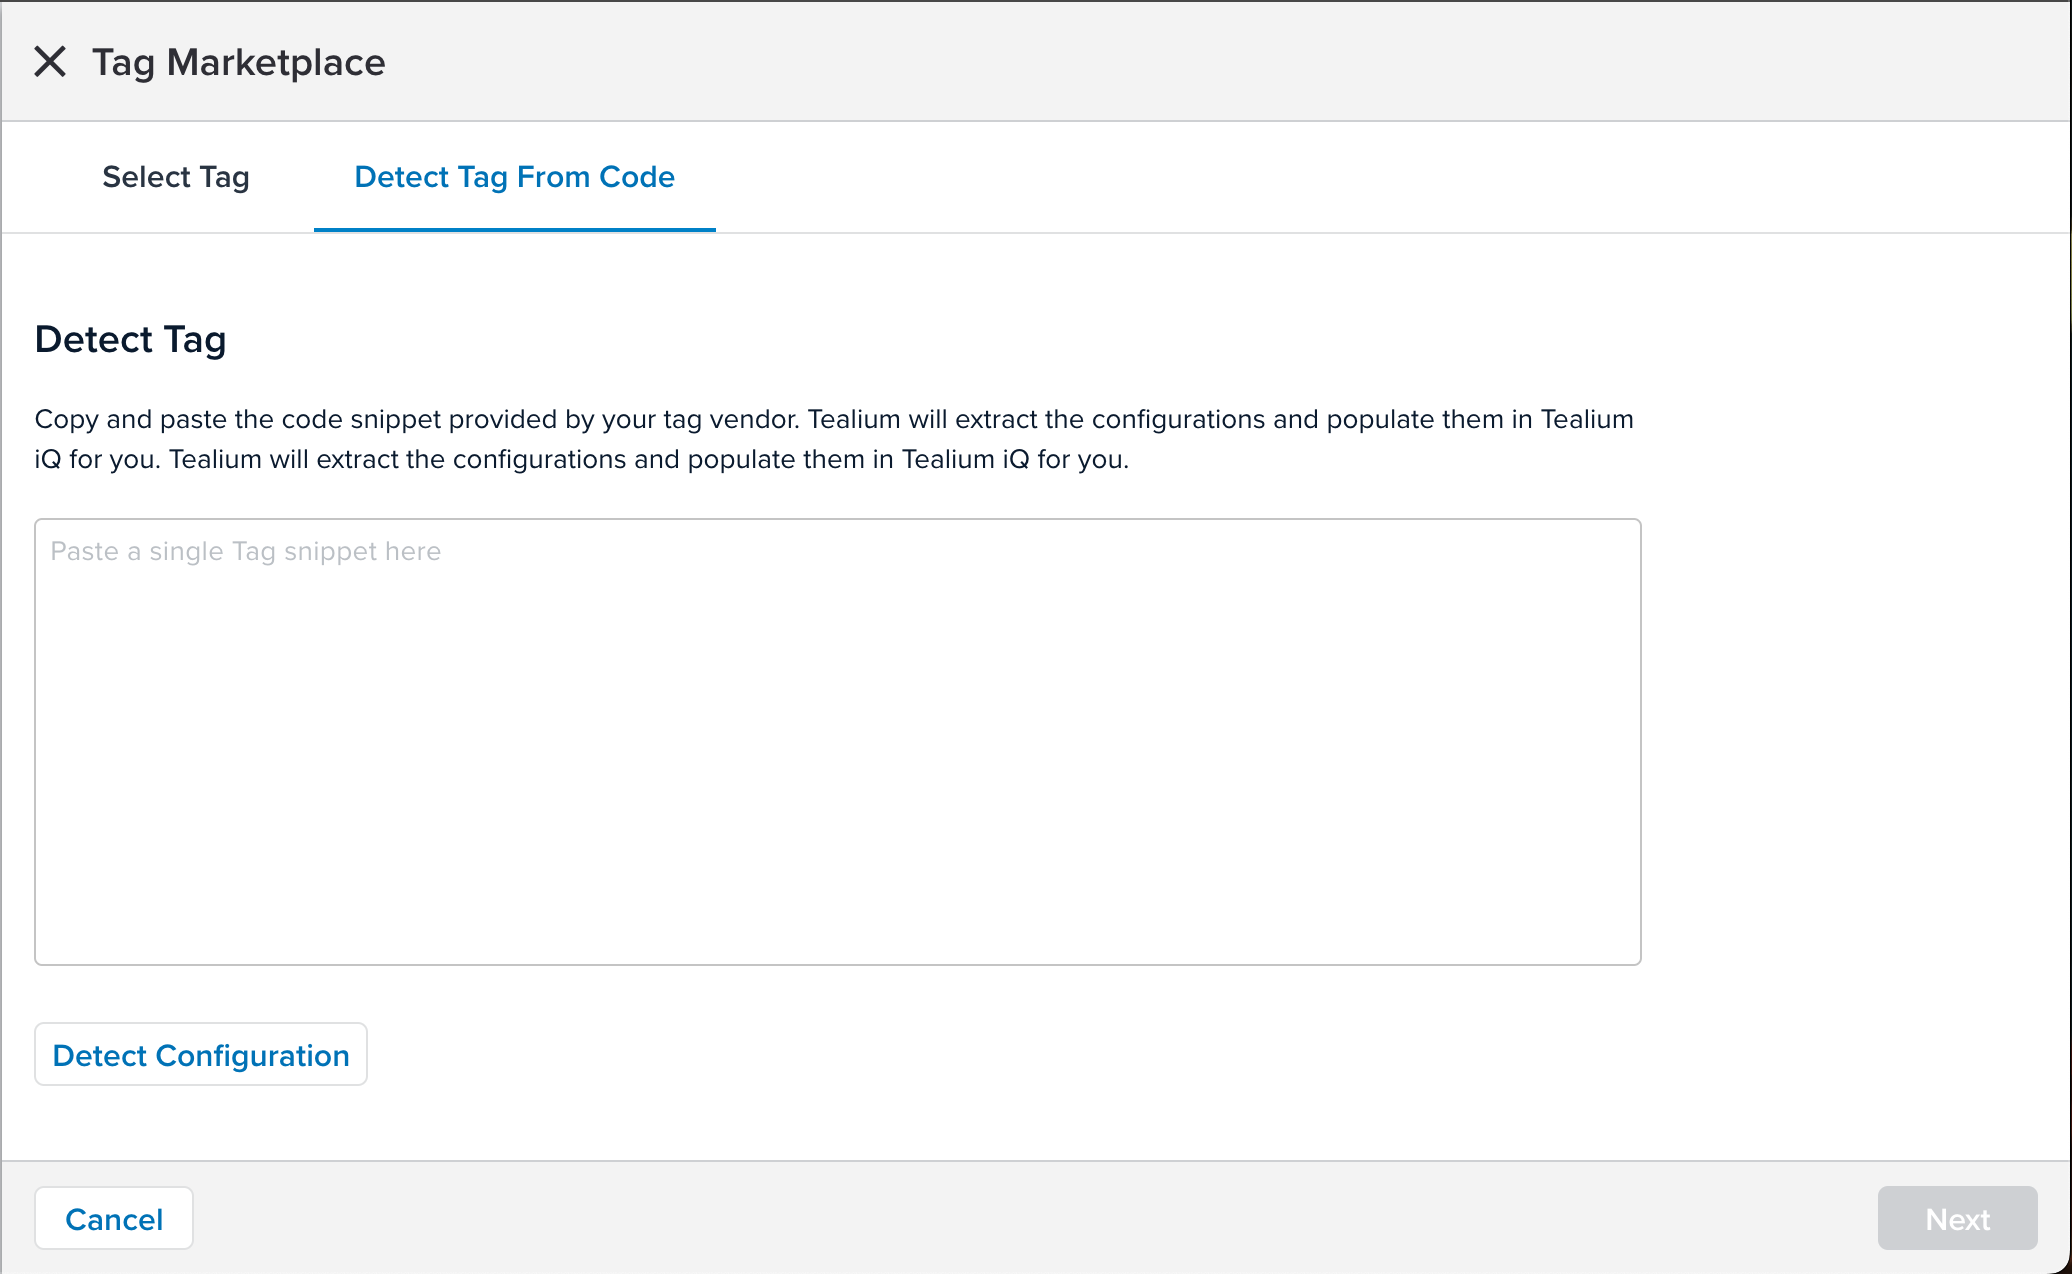 Tag Marketplace
Select Tag
Detect Tag From Code
Detect Tag
Copy and paste the code snippet provided by your tag vendor. Tealium will extract the configurations and populate them in Tealium
iQ for you. Tealium will extract the configurations and populate them in Tealium iQ for you.
Paste a single Tag snippet here
Detect Configuration
Cancel
Next